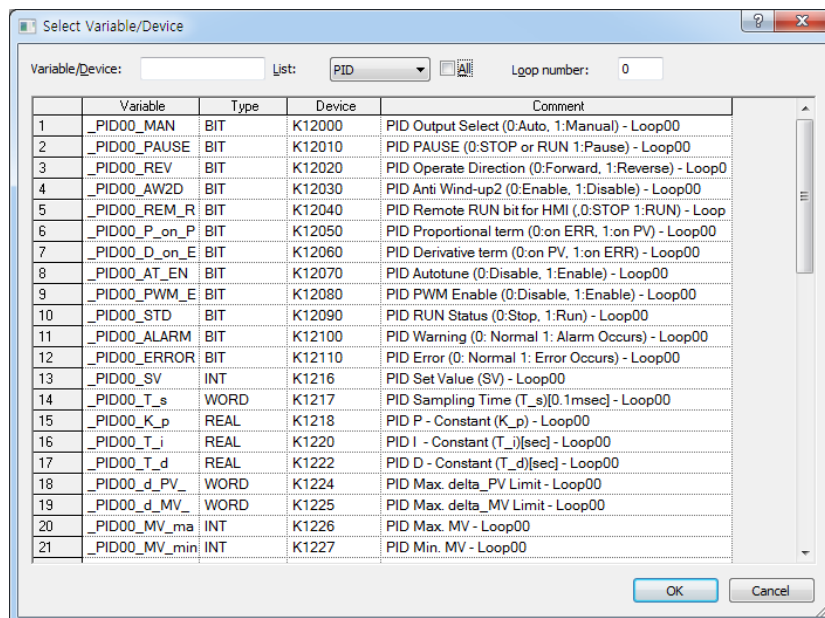 Select Variable/Device
Variable/Device: List: PID All Loop number: 0
Variable Type Device Comment
1 _PID00_MAN BIT K12000 PID Output Select (0:Auto, 1:Manual) - Loop00
2 _PID00_PAUSE BIT K12010 PID PAUSE (0:STOP or RUN 1:Pause) - Loop00
3 _PID00_REV BIT K12020 PID Operate Direction (0:Forward, 1:Reverse) - Loop0
4 _PID00_AW2D BIT K12030 PID Anti Wind-up2 (0:Enable, 1:Disable) - Loop00
5 _PID00_REM_R BIT K12040 PID Remote RUN bit for HMI (,0:STOP 1:RUN) - Loop
6 _PID00_P_on_P BIT K12050 PID Proportional term (0:on ERR, 1:on PV) - Loop00
7 _PID00_D_on_E BIT K12060 PID Derivative term (0:on PV, 1:on ERR) - Loop00
8 _PID00_AT_EN BIT K12070 PID Autotune (0:Disable, 1:Enable) - Loop00
9 _PID00_PWM_E BIT K12080 PID PWM Enable (0:Disable, 1:Enable) - Loop00
10 _PID00_STD BIT K12090 PID RUN Status (0:Stop, 1:Run) - Loop00
11 _PID00_ALARM BIT K12100 PID Warning (0: Normal 1: Alarm Occurs) - Loop00
12 _PID00_ERROR BIT K12110 PID Error (0: Normal 1: Error Occurs) - Loop00
13 _PID00_SV INT K1216 PID Set Value (SV) - Loop00
14 _PID00_T_s WORD K1217 PID Sampling Time (T_s)[0.1msec] - Loop00
15 _PID00_K_p REAL K1218 PID P - Constant (K_p) - Loop00
16 _PID00_T_i REAL K1220 PID I - Constant (T_i)[sec] - Loop00
17 _PID00_T_d REAL K1222 PID D - Constant (T_d)[sec] - Loop00
18 _PID00_d_PV_ WORD K1224 PID Max. delta_PV Limit - Loop00
19 _PID00_d_MV_ WORD K1225 PID Max. delta_MV Limit - Loop00
20 _PID00_MV_ma INT K1226 PID Max. MV - Loop00
21 _PID00_MV_min INT K1227 PID Min. MV - Loop00
OK Cancel